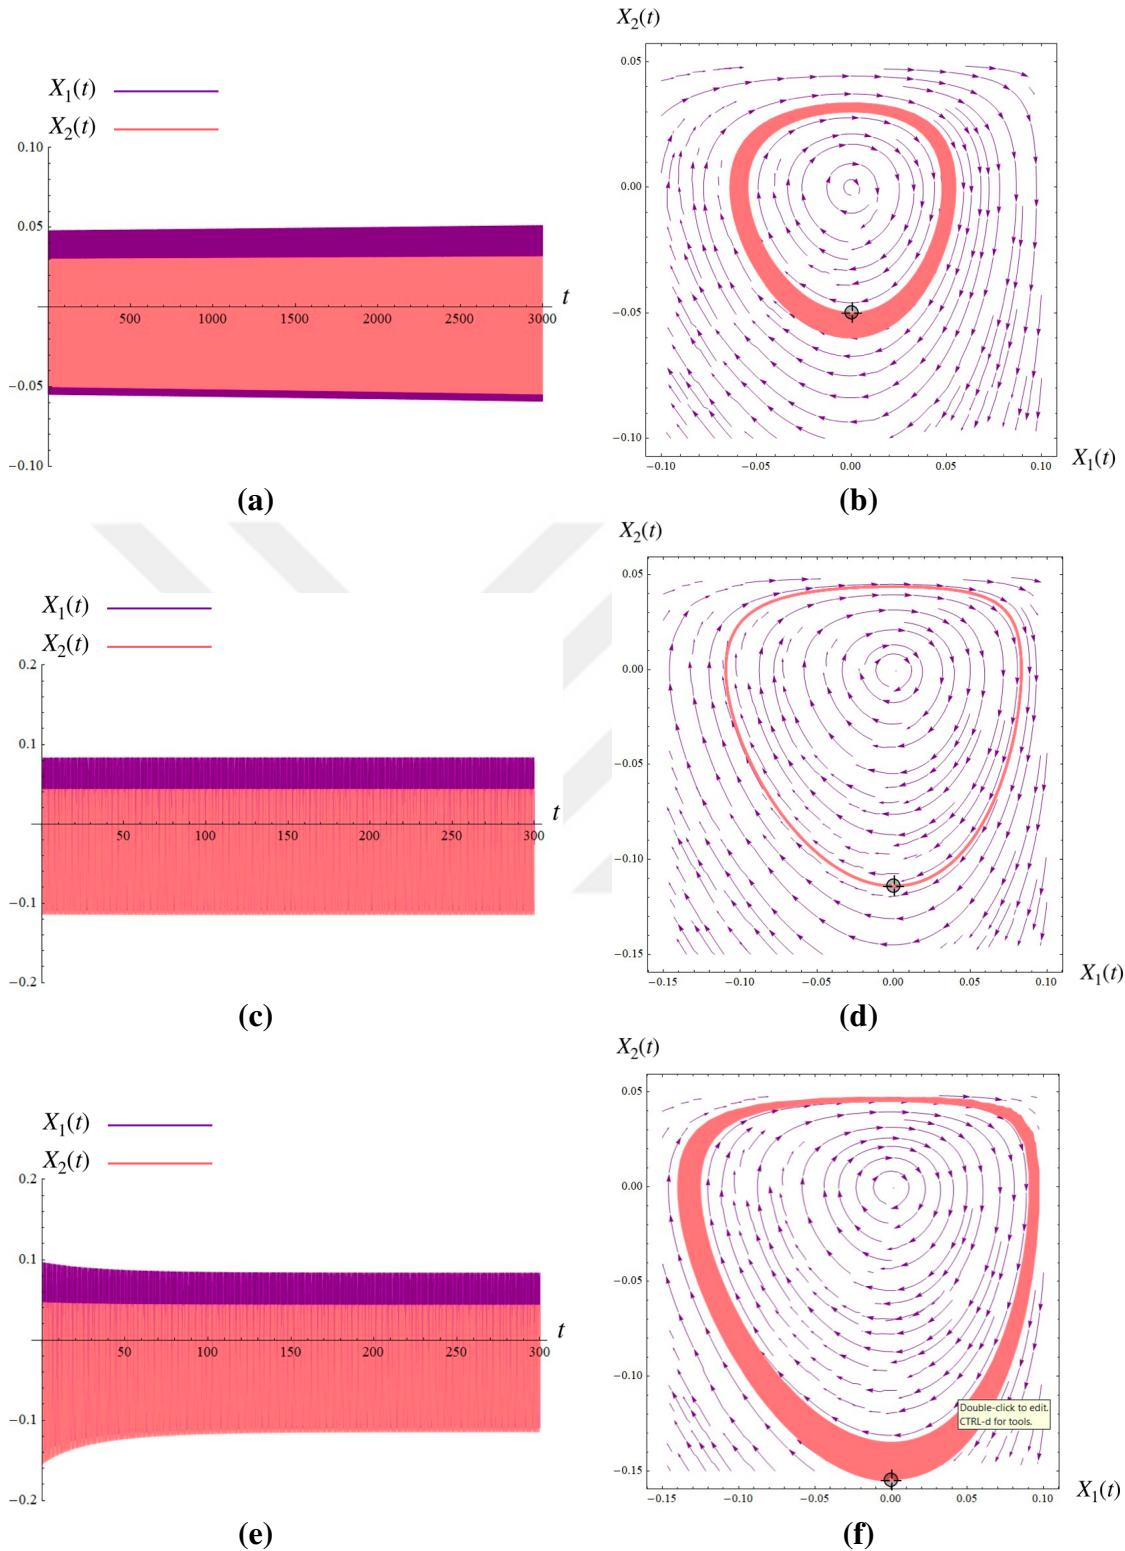 X₁(t)
X₂(t)
0.10
0.05
−0.05
−0.10
500 1000 1500 2000 2500 3000
t
(a)
X₂(t)
0.05
0.00
−0.05
−0.10
−0.10 −0.05 0.00 0.05 0.10
X₁(t)
(b)
X₁(t)
X₂(t)
0.2
0.1
−0.1
−0.2
50 100 150 200 250 300
t
(c)
X₂(t)
0.05
0.00
−0.05
−0.10
−0.15
−0.15 −0.10 −0.05 0.00 0.05 0.10
X₁(t)
(d)
X₁(t)
X₂(t)
0.2
0.1
−0.1
−0.2
50 100 150 200 250 300
t
(e)
X₂(t)
0.05
0.00
−0.05
−0.10
−0.15
Double-click to edit.
CTRL-d for tools.
−0.15 −0.10 −0.05 0.00 0.05 0.10
X₁(t)
(f)